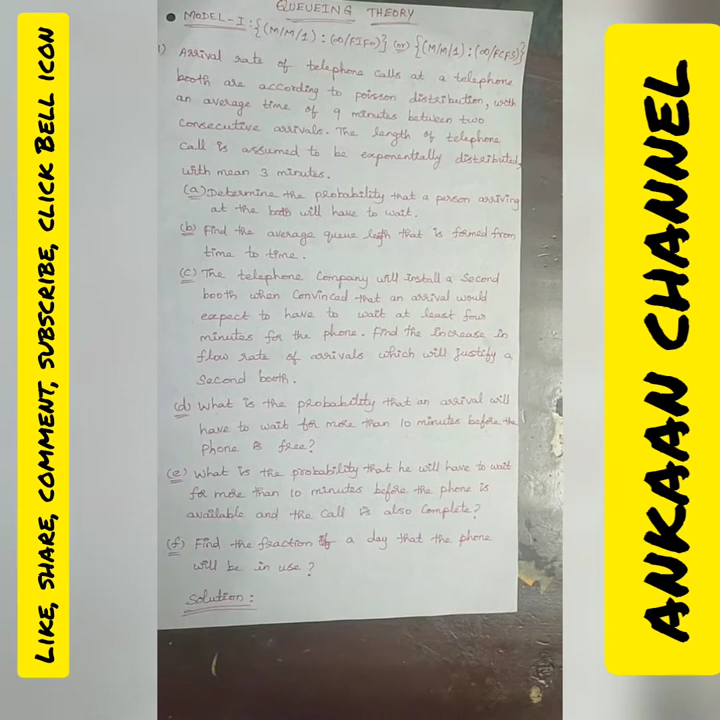 LIKE, SHARE, COMMENT, SUBSCRIBE, CLICK BELL ICON
QUEUEING THEORY
MODEL-I : {(M/M/1) : (∞/FIFO)} (or) {(M/M/1) : (∞/FCFS)}
1) Arrival rate of telephone calls at a telephone
booth are according to poisson distribution, with
an average time of 9 minutes between two
consecutive arrivals. The length of telephone
call is assumed to be exponentially distributed,
with mean 3 minutes.
(a) Determine the probability that a person arriving
at the booth will have to wait.
(b) Find the average queue length that is formed from
time to time.
(c) The telephone company will install a second
booth when convinced that an arrival would
expect to have to wait at least four
minutes for the phone. Find the increase in
flow rate of arrivals which will justify a
second booth.
(d) What is the probability that an arrival will
have to wait for more than 10 minutes before the
phone is free?
(e) What is the probability that he will have to wait
for more than 10 minutes before the phone is
available and the call is also complete?
(f) Find the fraction of a day that the phone
will be in use?
Solution :
ANKAAN CHANNEL